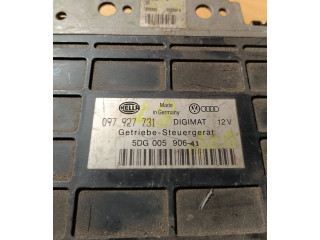 HELLA
Made
in Germany
097 927 731 DIGIMAT 12V
Getriebe-Steuergerät
5DG 005 906-41